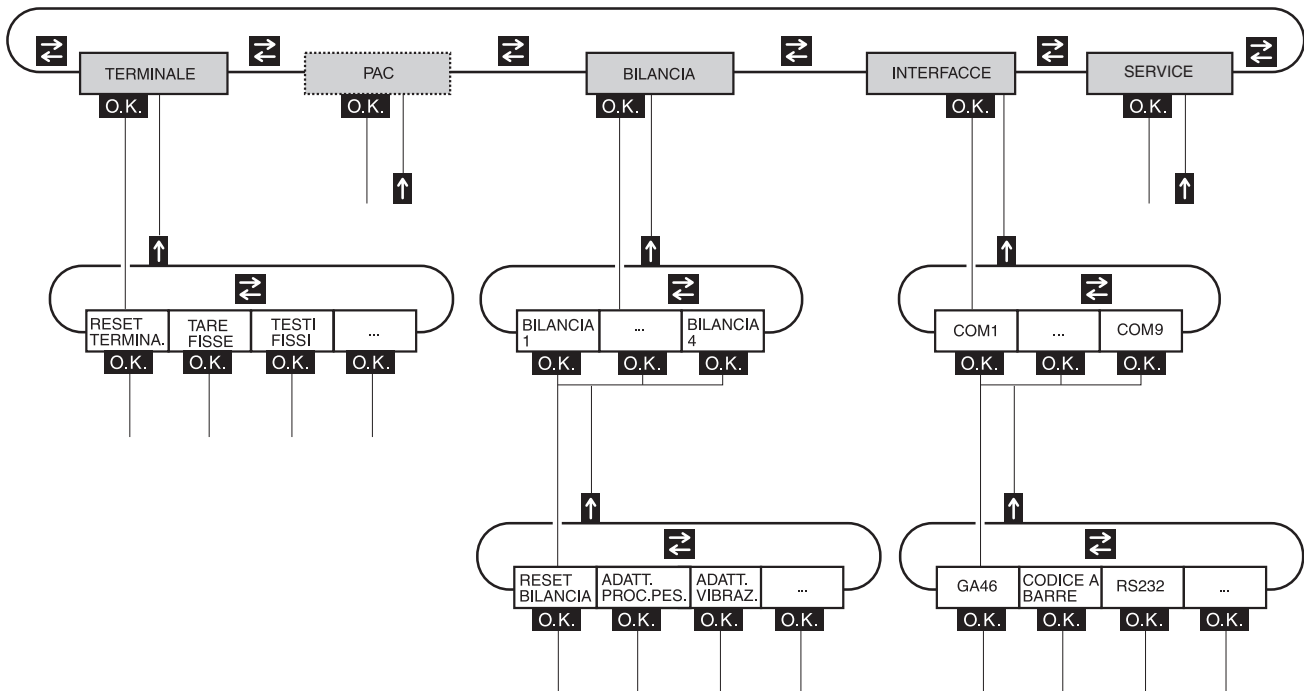 TERMINALE PAC BILANCIA INTERFACCE SERVICE
O.K. O.K. O.K. O.K. O.K.
RESET TERMINA.
TARE FISSE
TESTI FISSI
...
BILANCIA 1
...
BILANCIA 4
COM1
...
COM9
O.K. O.K. O.K. O.K. O.K. O.K. O.K. O.K. O.K. O.K.
RESET BILANCIA
ADATT. PROC.PES.
ADATT. VIBRAZ.
...
GA46
CODICE A BARRE
RS232
...
O.K. O.K. O.K. O.K. O.K. O.K. O.K. O.K.